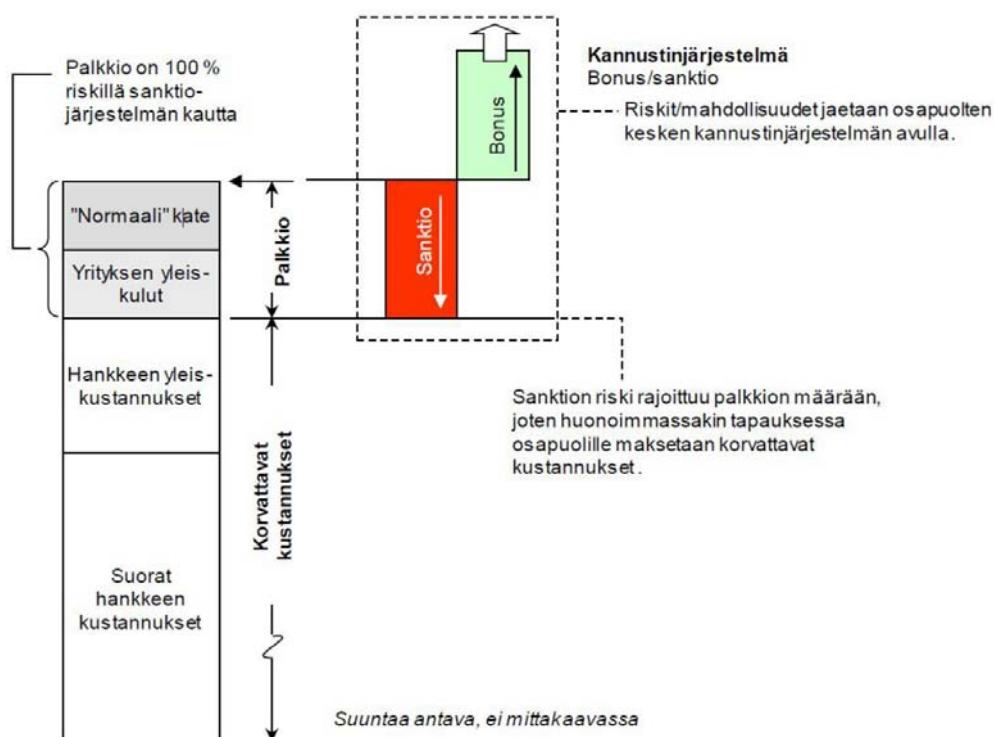 Palkkio on 100 %
riskillä sanktio-
järjestelmän kautta
Kannustinjärjestelmä
Bonus/sanktio
Riskit/mahdollisuudet jaetaan osapuolten
kesken kannustinjärjestelmän avulla.
Bonus
"Normaali" kate
Yrityksen yleis-
kulut
Palkkio
Sanktio
Hankkeen yleis-
kustannukset
Sanktion riski rajoittuu palkkion määrään,
joten huonoimmassakin tapauksessa
osapuolille maksetaan korvattavat
kustannukset.
Korvattavat
kustannukset
Suorat
hankkeen
kustannukset
Suuntaa antava, ei mittakaavassa